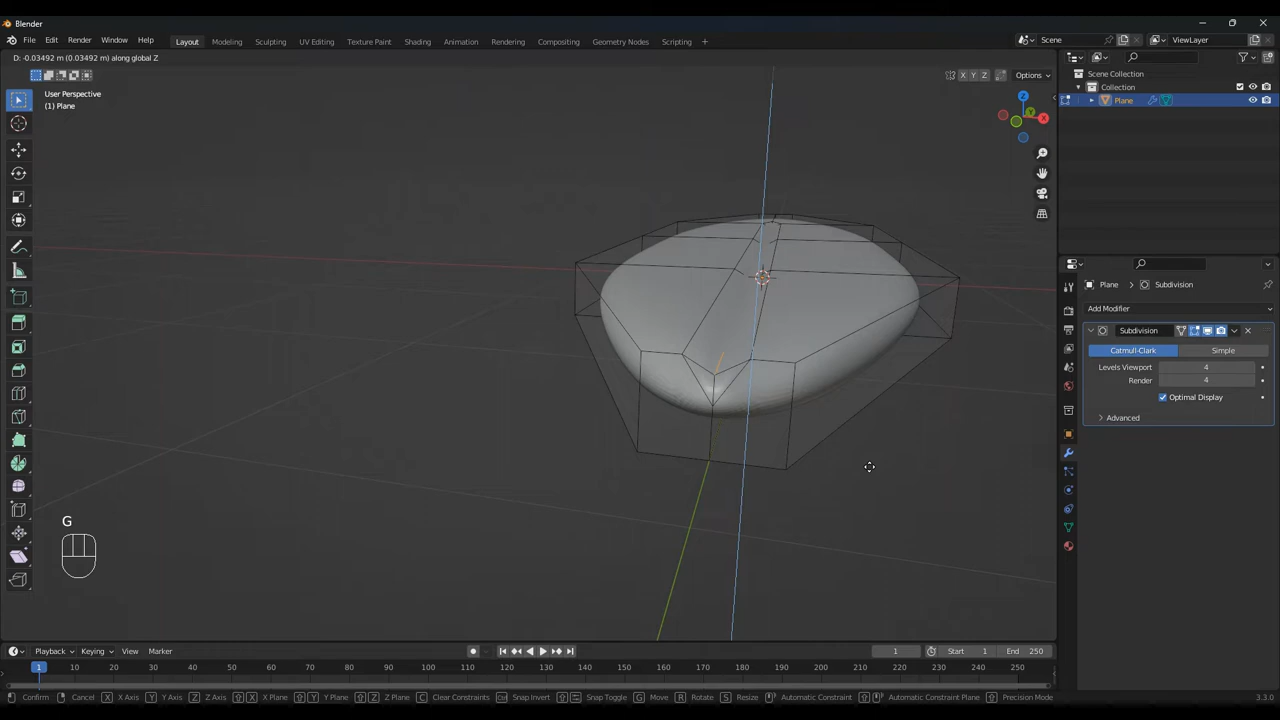 Blender
File Edit Render Window Help Layout Modeling Sculpting UV Editing Texture Paint Shading Animation Rendering Compositing Geometry Nodes Scripting + Scene ViewLayer
D: -0.03492 m (0.03492 m) along global Z
X Y Z Options
User Perspective
(1) Plane
Scene Collection
Collection
Plane
Z
Y
X
Plane > Subdivision
Add Modifier
Subdivision
Catmull-Clark Simple
Levels Viewport 4
Render 4
Optimal Display
Advanced
G
Playback Keying View Marker 1 Start 1 End 250
1 10 20 30 40 50 60 70 80 90 100 110 120 130 140 150 160 170 180 190 200 210 220 230 240 250
Confirm Cancel X X Axis Y Y Axis Z Z Axis X X Plane Y Y Plane Z Z Plane C Clear Constraints Snap Invert Snap Toggle G Move R Rotate S Resize Automatic Constraint Automatic Constraint Plane Precision Mode 3.3.0